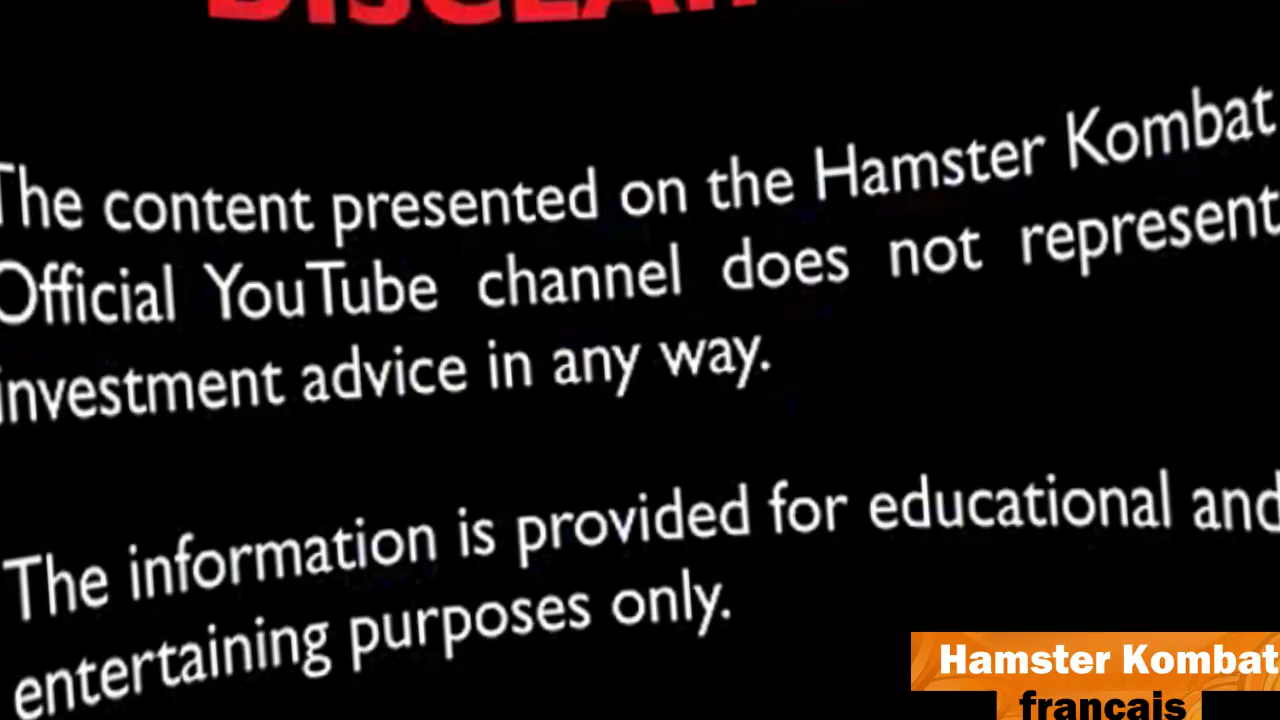 The content presented on the Hamster Kombat
Official YouTube channel does not represent
investment advice in any way.
The information is provided for educational and
entertaining purposes only.
Hamster Kombat
français